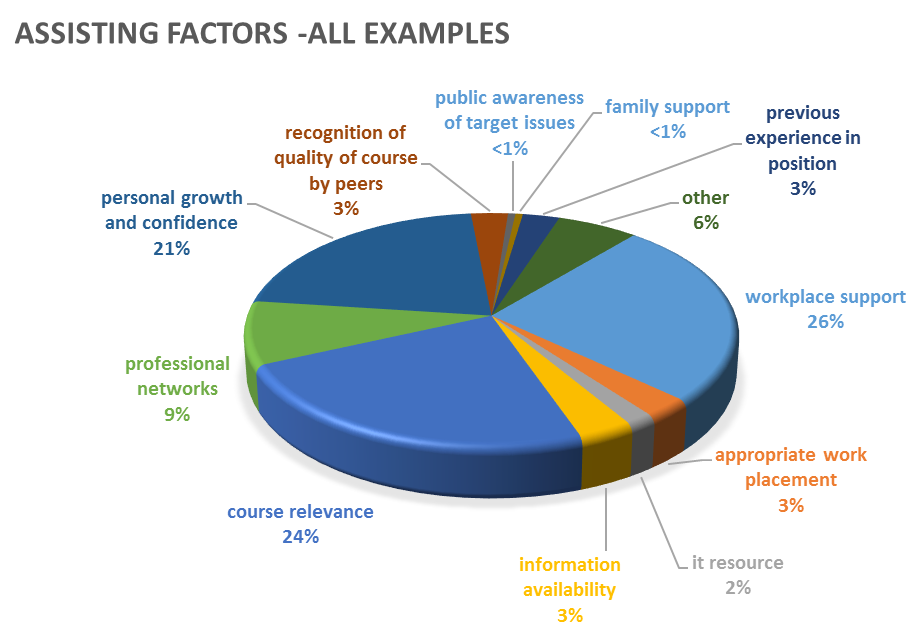 ASSISTING FACTORS -ALL EXAMPLES
public awareness
of target issues
<1%
family support
<1%
previous
experience in
position
3%
recognition of
quality of course
by peers
3%
personal growth
and confidence
21%
other
6%
workplace support
26%
professional
networks
9%
appropriate work
placement
3%
course relevance
24%
it resource
2%
information
availability
3%